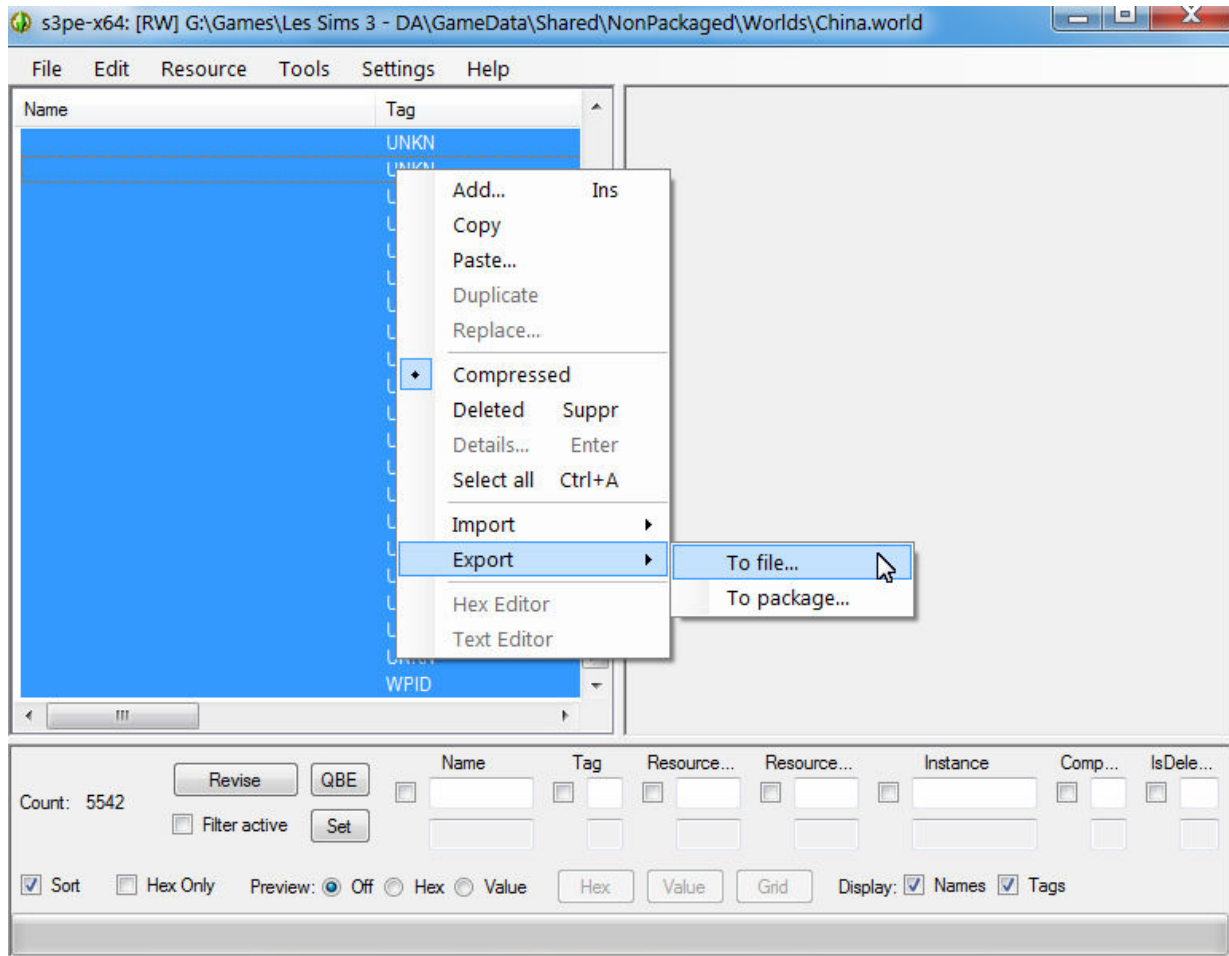 s3pe-x64: [RW] G:\Games\Les Sims 3 - DA\GameData\Shared\NonPackaged\Worlds\China.world
File Edit Resource Tools Settings Help
Name Tag
UNKN
UNKN
Add... Ins
Copy
Paste...
Duplicate
Replace...
Compressed
Deleted Suppr
Details... Enter
Select all Ctrl+A
Import
Export
To file...
To package...
Hex Editor
Text Editor
UNKN
WPID
Name Tag Resource... Resource... Instance Comp... IsDele...
Revise QBE
Count: 5542
Filter active Set
Sort Hex Only Preview: Off Hex Value Hex Value Grid Display: Names Tags